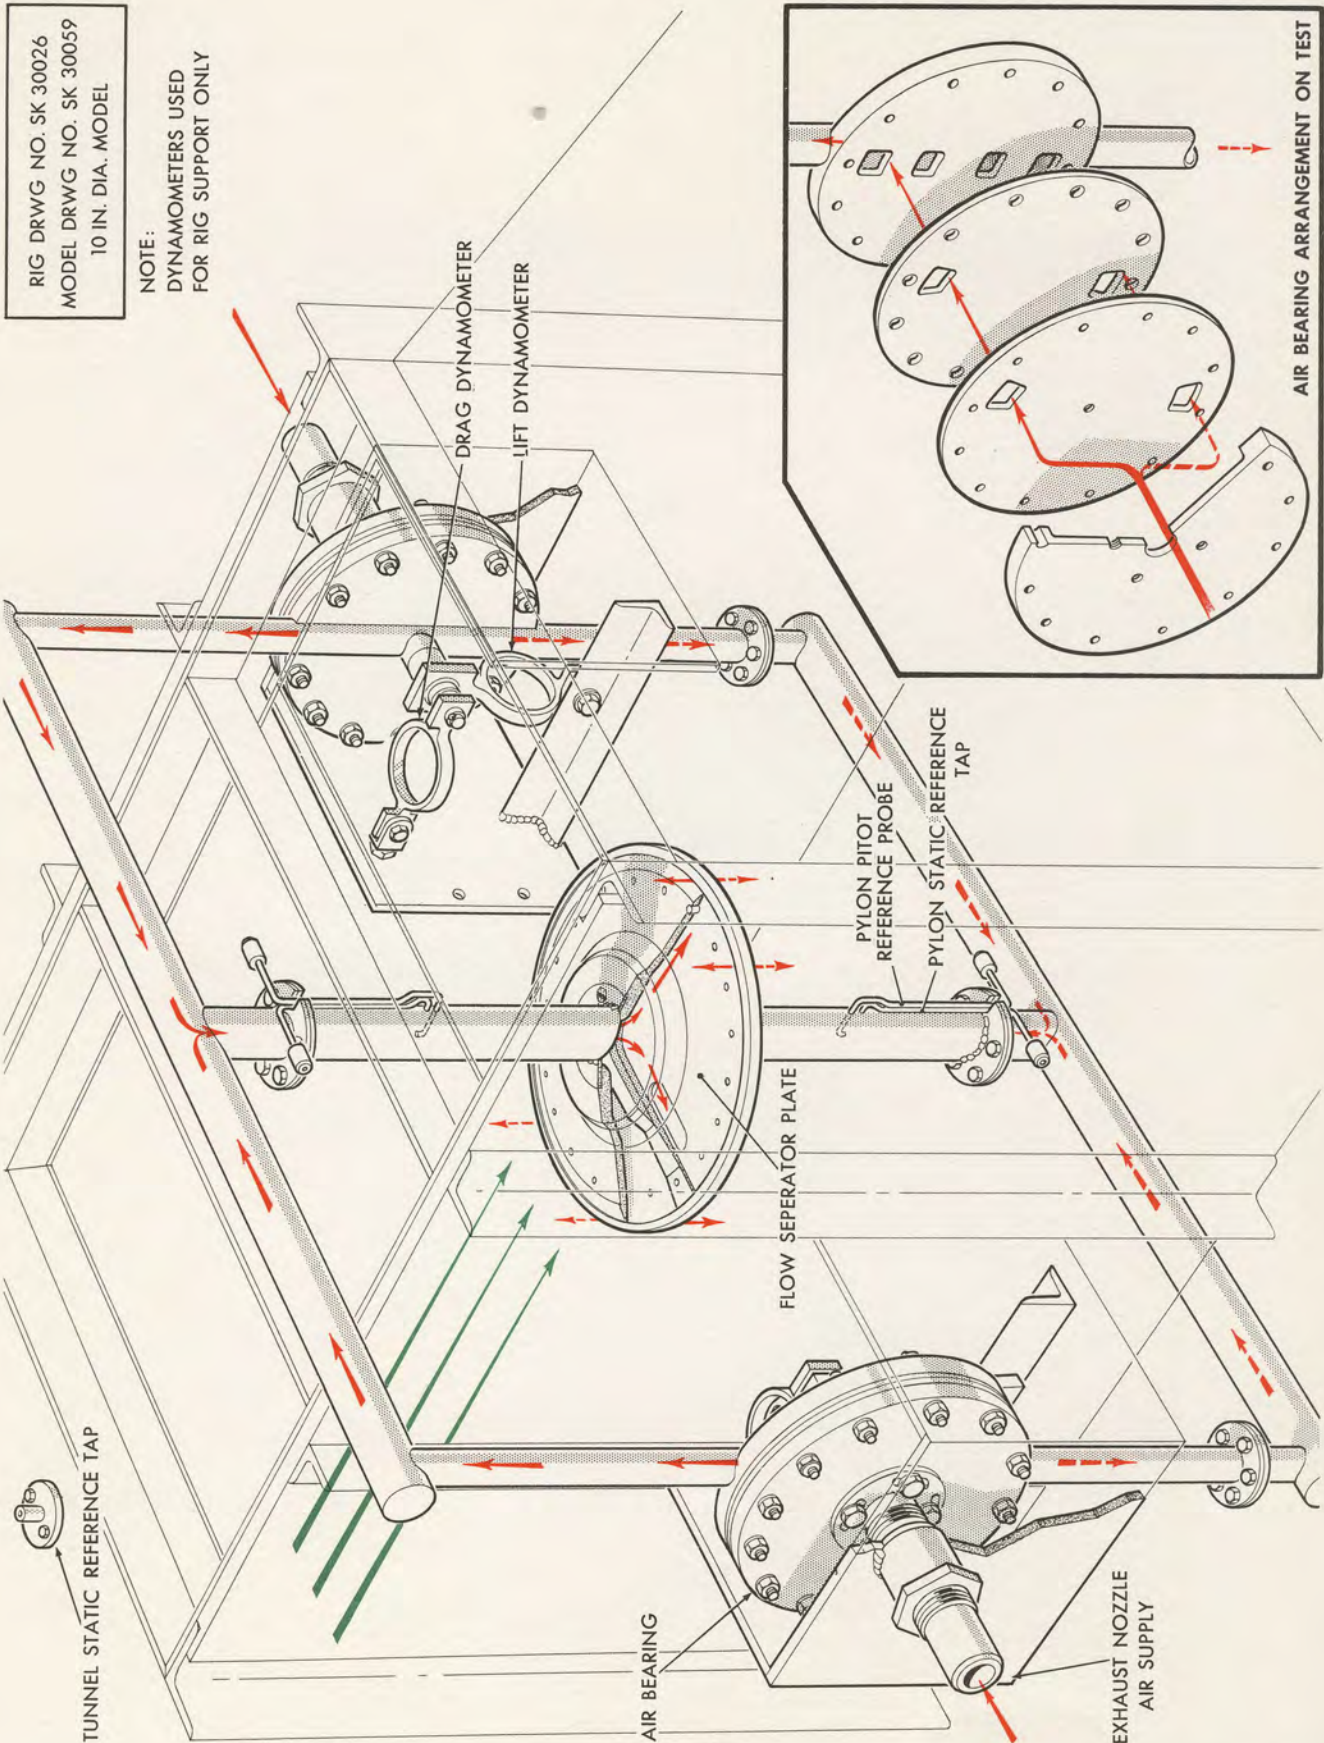 RIG DRWG NO. SK 30026
MODEL DRWG NO. SK 30059
10 IN. DIA. MODEL
NOTE:
DYNAMOMETERS USED
FOR RIG SUPPORT ONLY
DRAG DYNAMOMETER
LIFT DYNAMOMETER
TUNNEL STATIC REFERENCE TAP
PYLON PITOT
REFERENCE PROBE
PYLON STATIC REFERENCE
TAP
FLOW SEPERATOR PLATE
AIR BEARING
EXHAUST NOZZLE
AIR SUPPLY
AIR BEARING ARRANGEMENT ON TEST